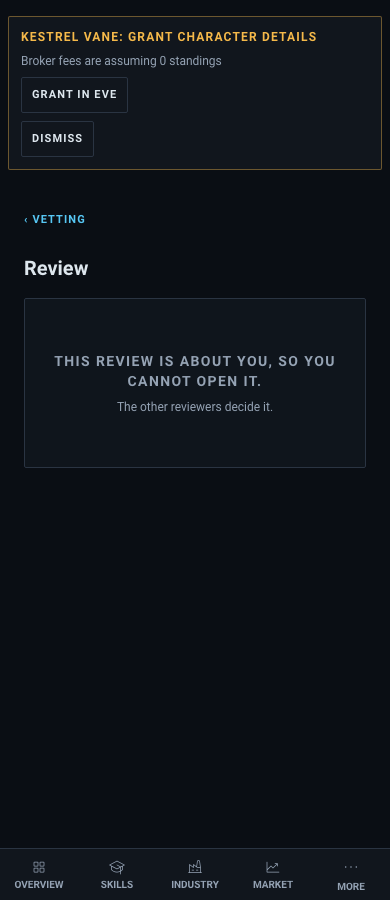 KESTREL VANE: GRANT CHARACTER DETAILS
Broker fees are assuming 0 standings
GRANT IN EVE
DISMISS
‹ VETTING
Review
THIS REVIEW IS ABOUT YOU, SO YOU
CANNOT OPEN IT.
The other reviewers decide it.
OVERVIEW SKILLS INDUSTRY MARKET MORE